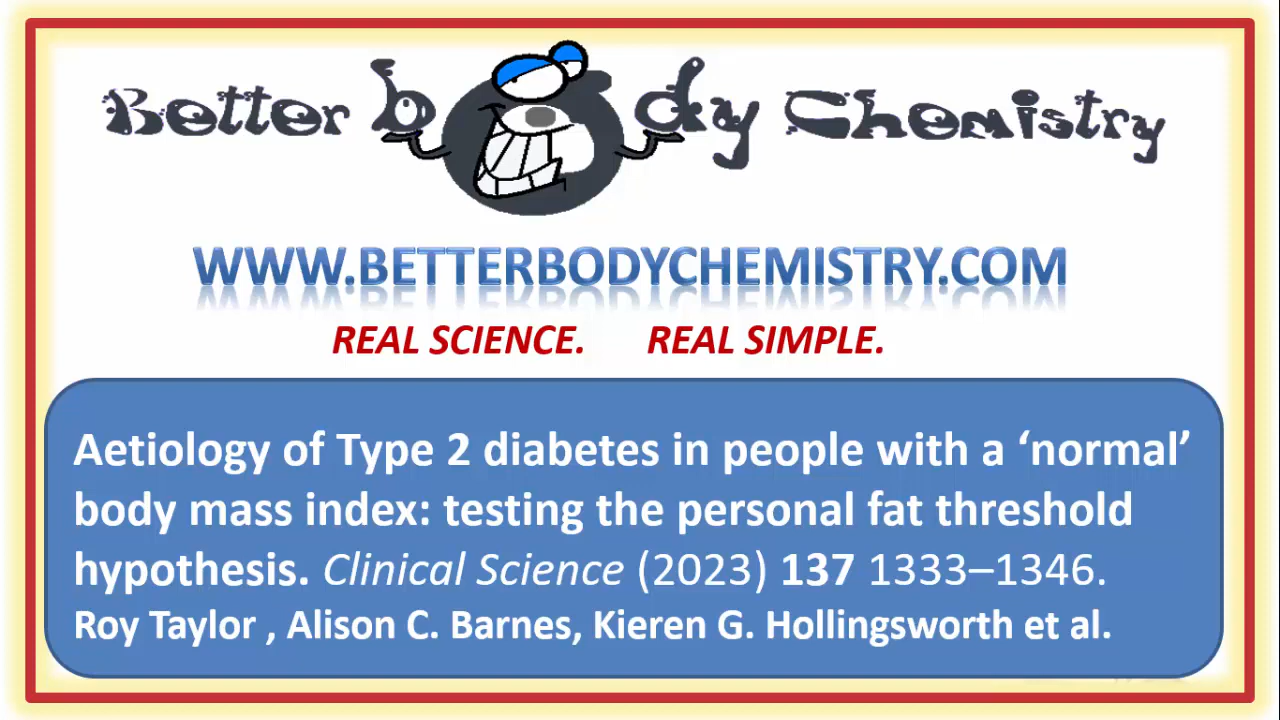 Better body Chemistry
WWW.BETTERBODYCHEMISTRY.COM
REAL SCIENCE. REAL SIMPLE.
Aetiology of Type 2 diabetes in people with a ‘normal’
body mass index: testing the personal fat threshold
hypothesis. Clinical Science (2023) 137 1333–1346.
Roy Taylor , Alison C. Barnes, Kieren G. Hollingsworth et al.